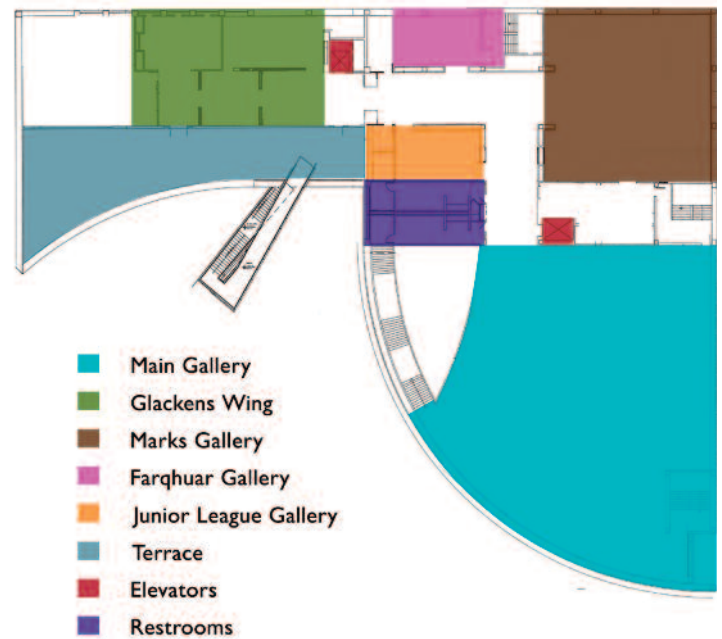 Main Gallery
Glackens Wing
Marks Gallery
Farqhuar Gallery
Junior League Gallery
Terrace
Elevators
Restrooms